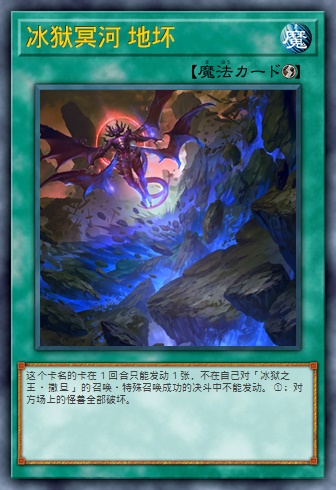 冰狱冥河 地坏
魔
【魔法カード】
这个卡名的卡在１回合只能发动１张，不在自己对「冰狱之
王・撒旦」的召唤・特殊召唤成功的决斗中不能发动。①：对
方场上的怪兽全部破坏。